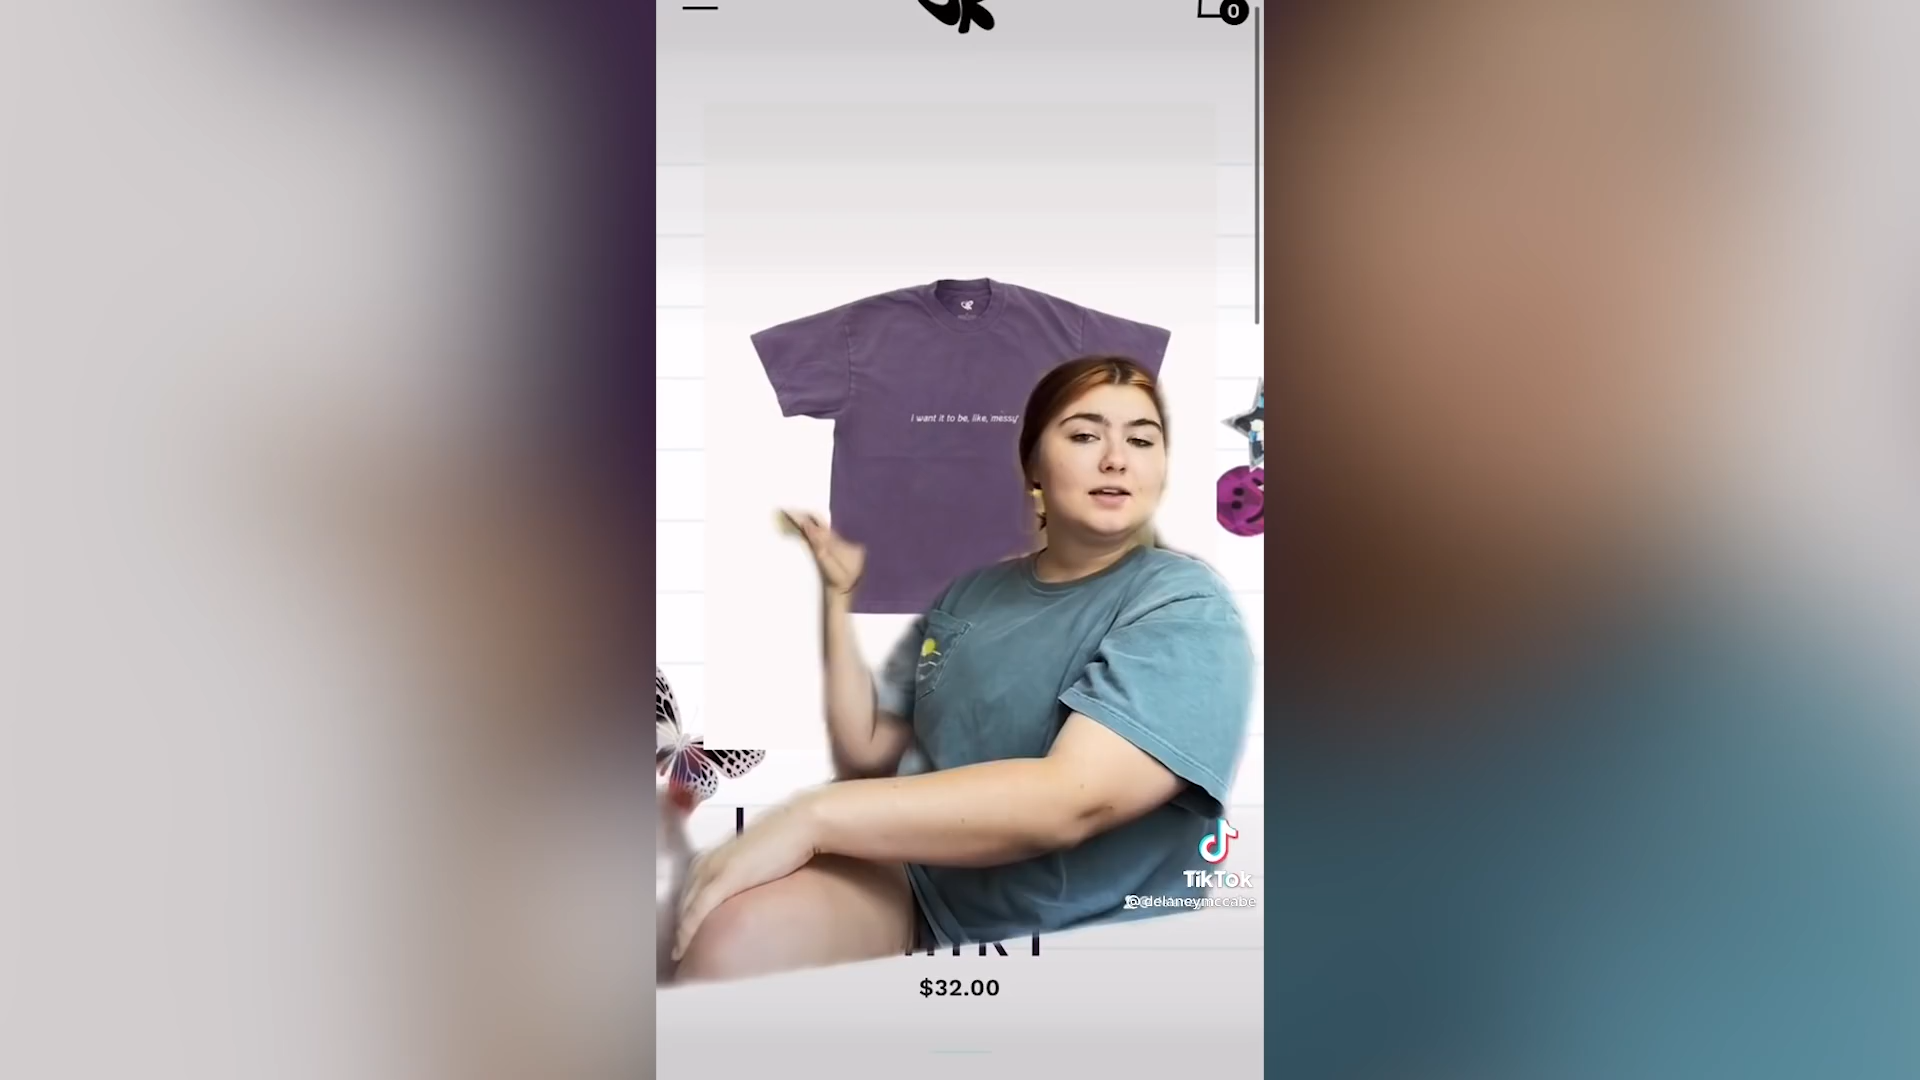 0
I want it to be, like, 'messy'
TikTok
@delaneymccabe
$32.00